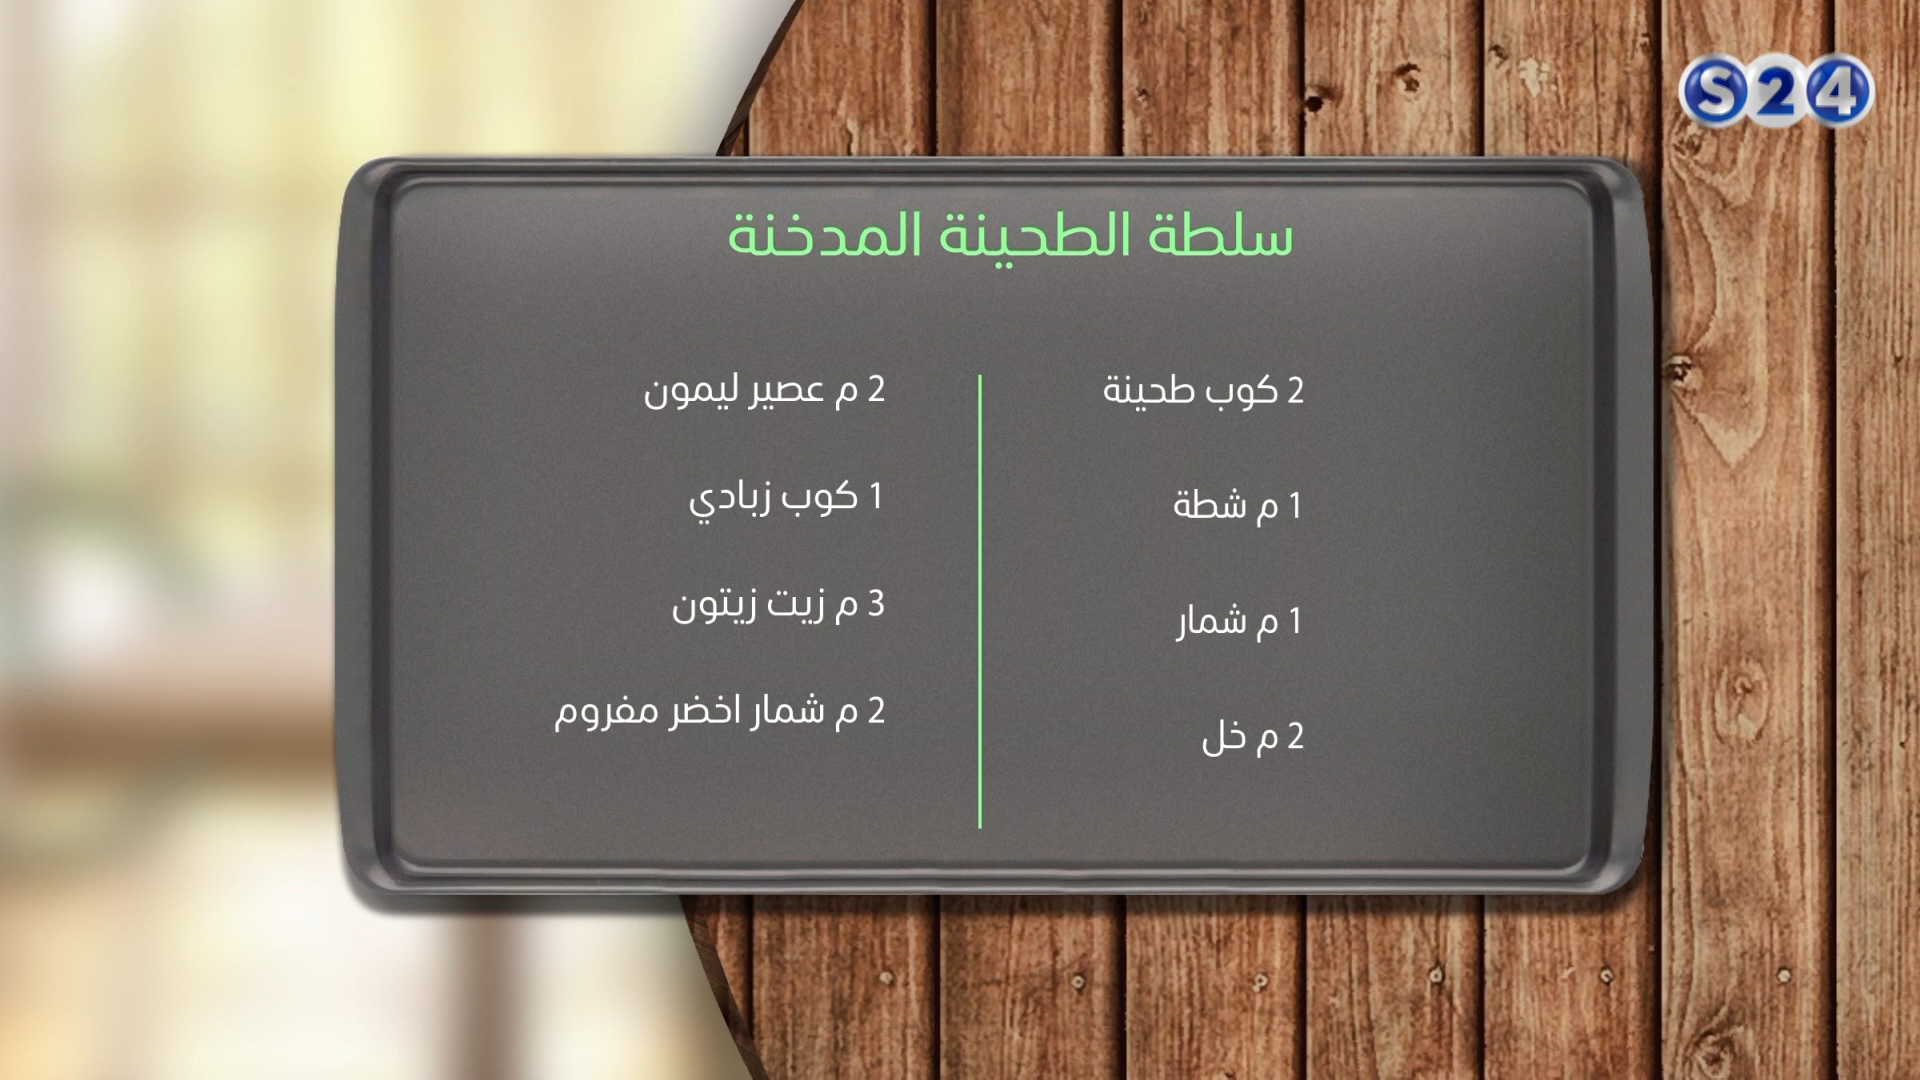 S24
سلطة الطحينة المدخنة
2 كوب طحينة
1 م شطة
1 م شمار
2 م خل
2 م عصير ليمون
1 كوب زبادي
3 م زيت زيتون
2 م شمار اخضر مفروم